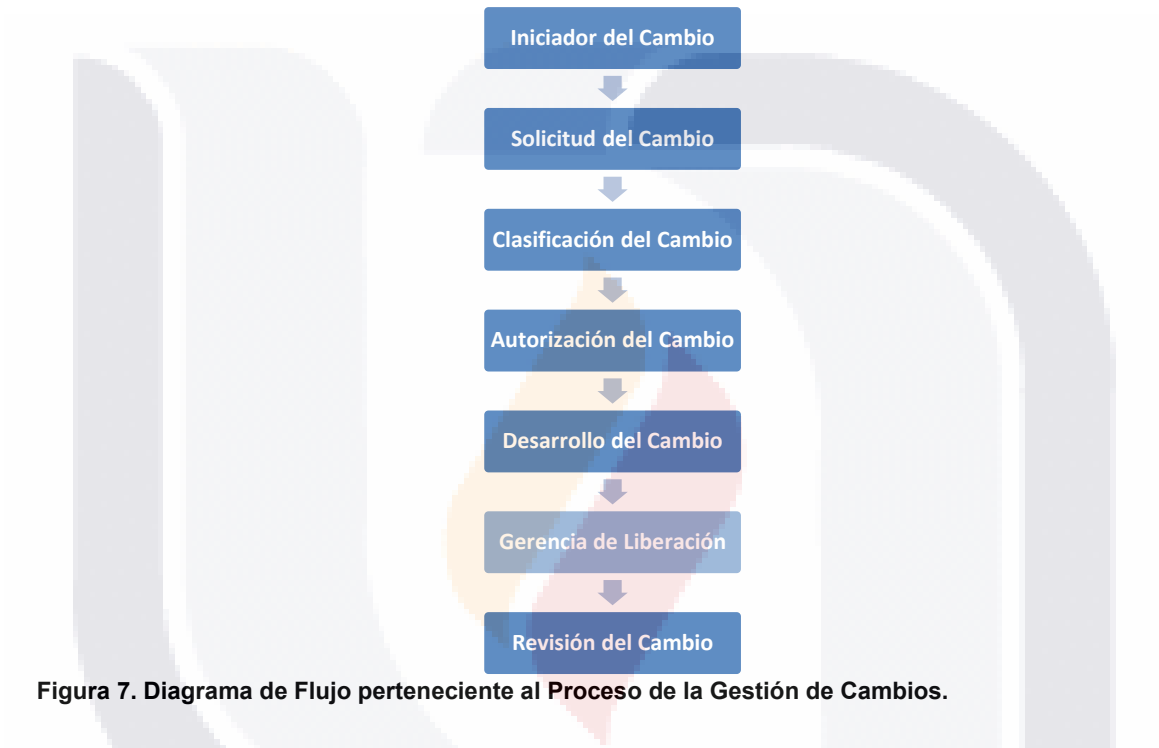 Iniciador del Cambio
Solicitud del Cambio
Clasificación del Cambio
Autorización del Cambio
Desarrollo del Cambio
Gerencia de Liberación
Revisión del Cambio
Figura 7. Diagrama de Flujo perteneciente al Proceso de la Gestión de Cambios.